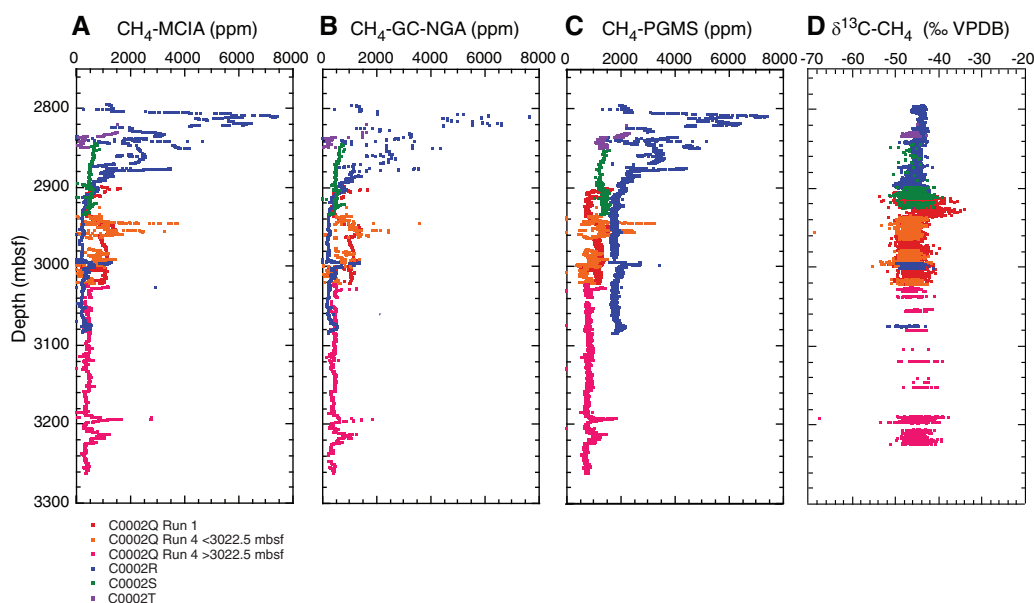 A CH4-MCIA (ppm)
B CH4-GC-NGA (ppm)
C CH4-PGMS (ppm)
D δ13C-CH4 (‰ VPDB)
0 2000 4000 6000 8000
0 2000 4000 6000 8000
0 2000 4000 6000 8000
-70 -60 -50 -40 -30 -20
Depth (mbsf)
2800
2900
3000
3100
3200
3300
C0002Q Run 1
C0002Q Run 4 <3022.5 mbsf
C0002Q Run 4 >3022.5 mbsf
C0002R
C0002S
C0002T